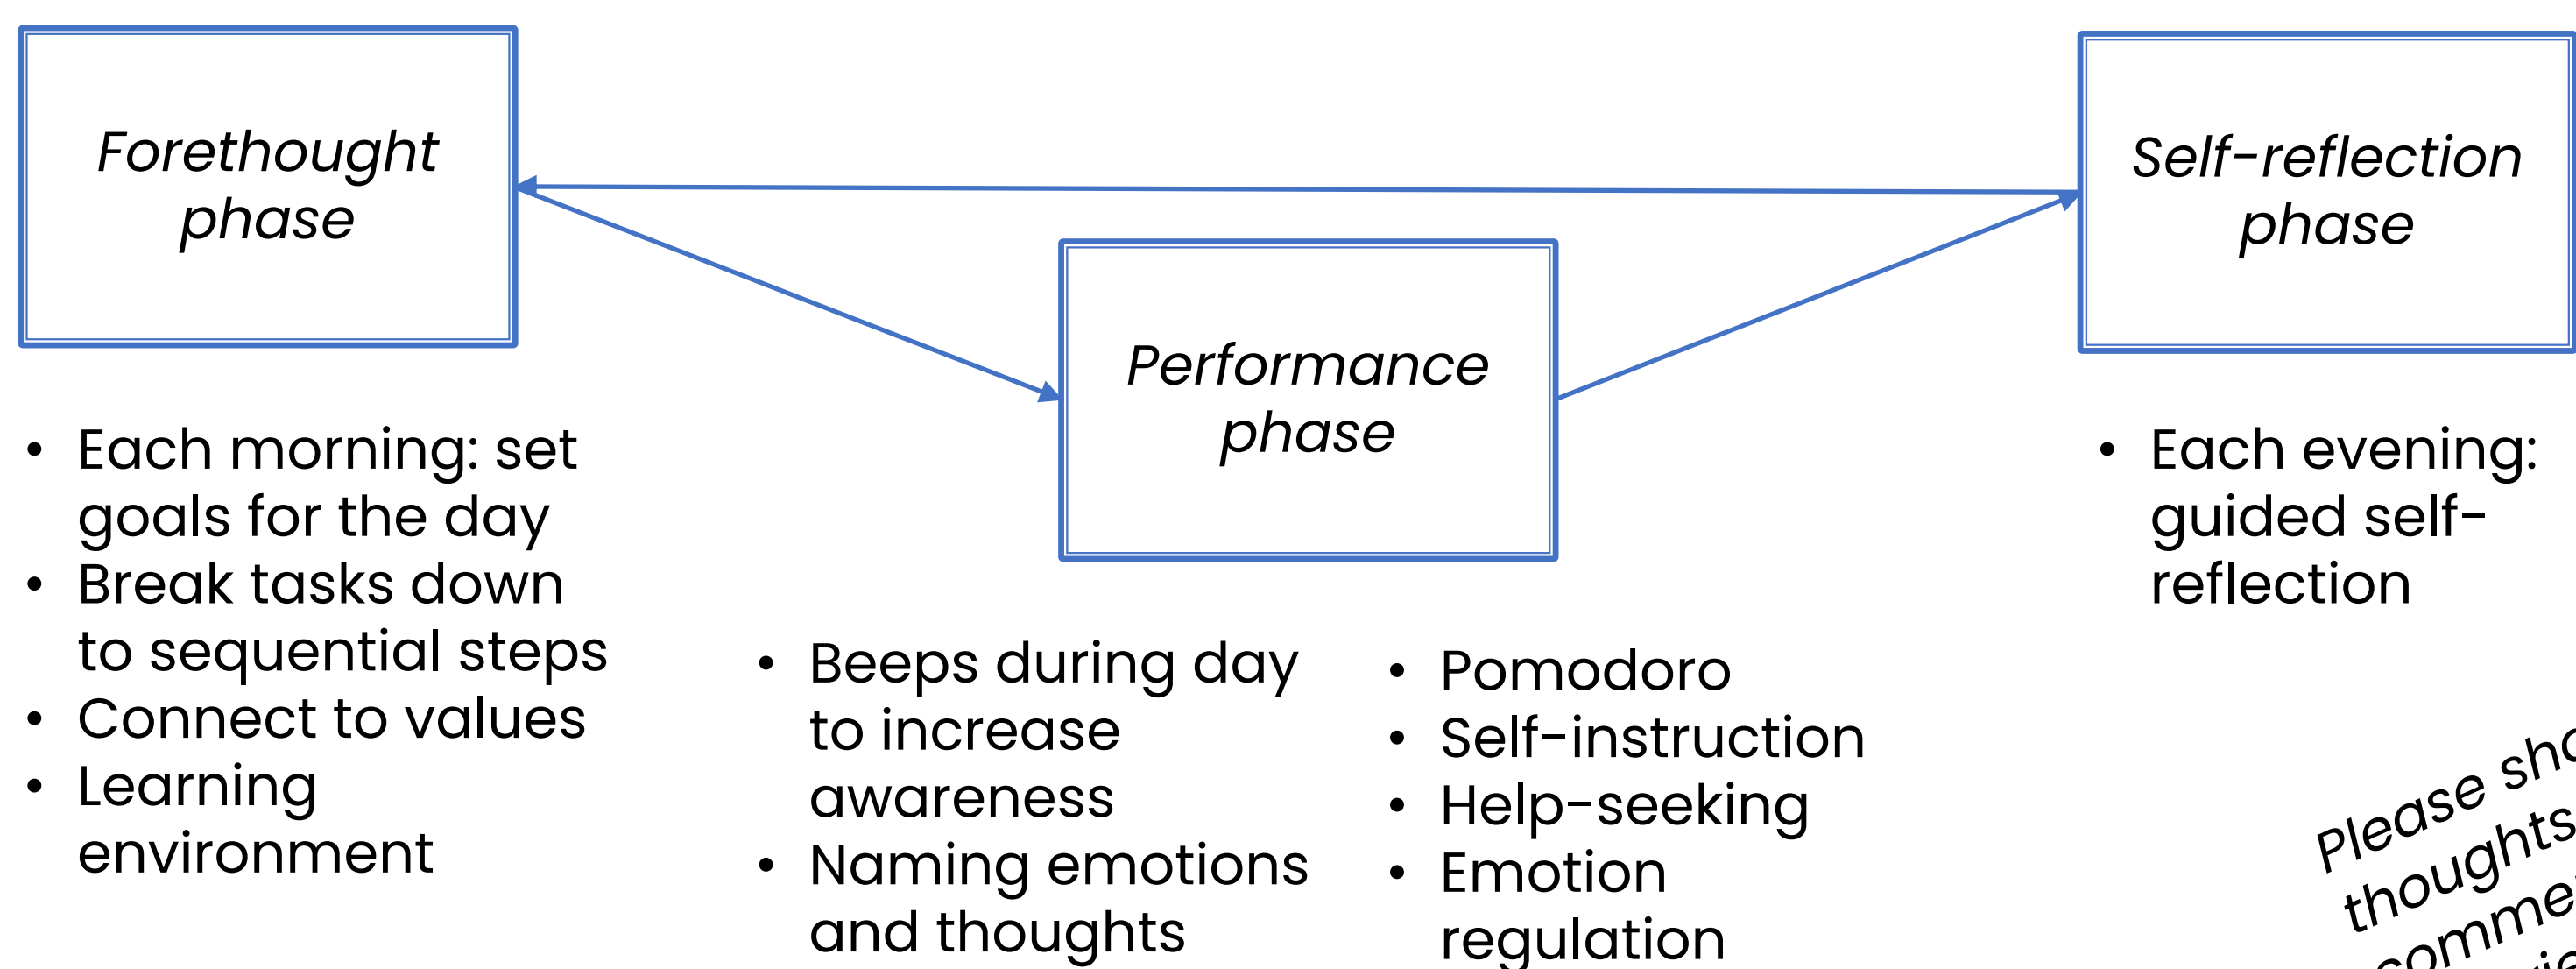 Forethought
phase
Self-reflection
phase
Performance
phase
• Each morning: set
goals for the day
• Break tasks down
to sequential steps
• Connect to values
• Learning
environment
• Beeps during day
to increase
awareness
• Naming emotions
and thoughts
• Pomodoro
• Self-instruction
• Help-seeking
• Emotion
regulation
• Each evening:
guided self-
reflection
Please
thoughts